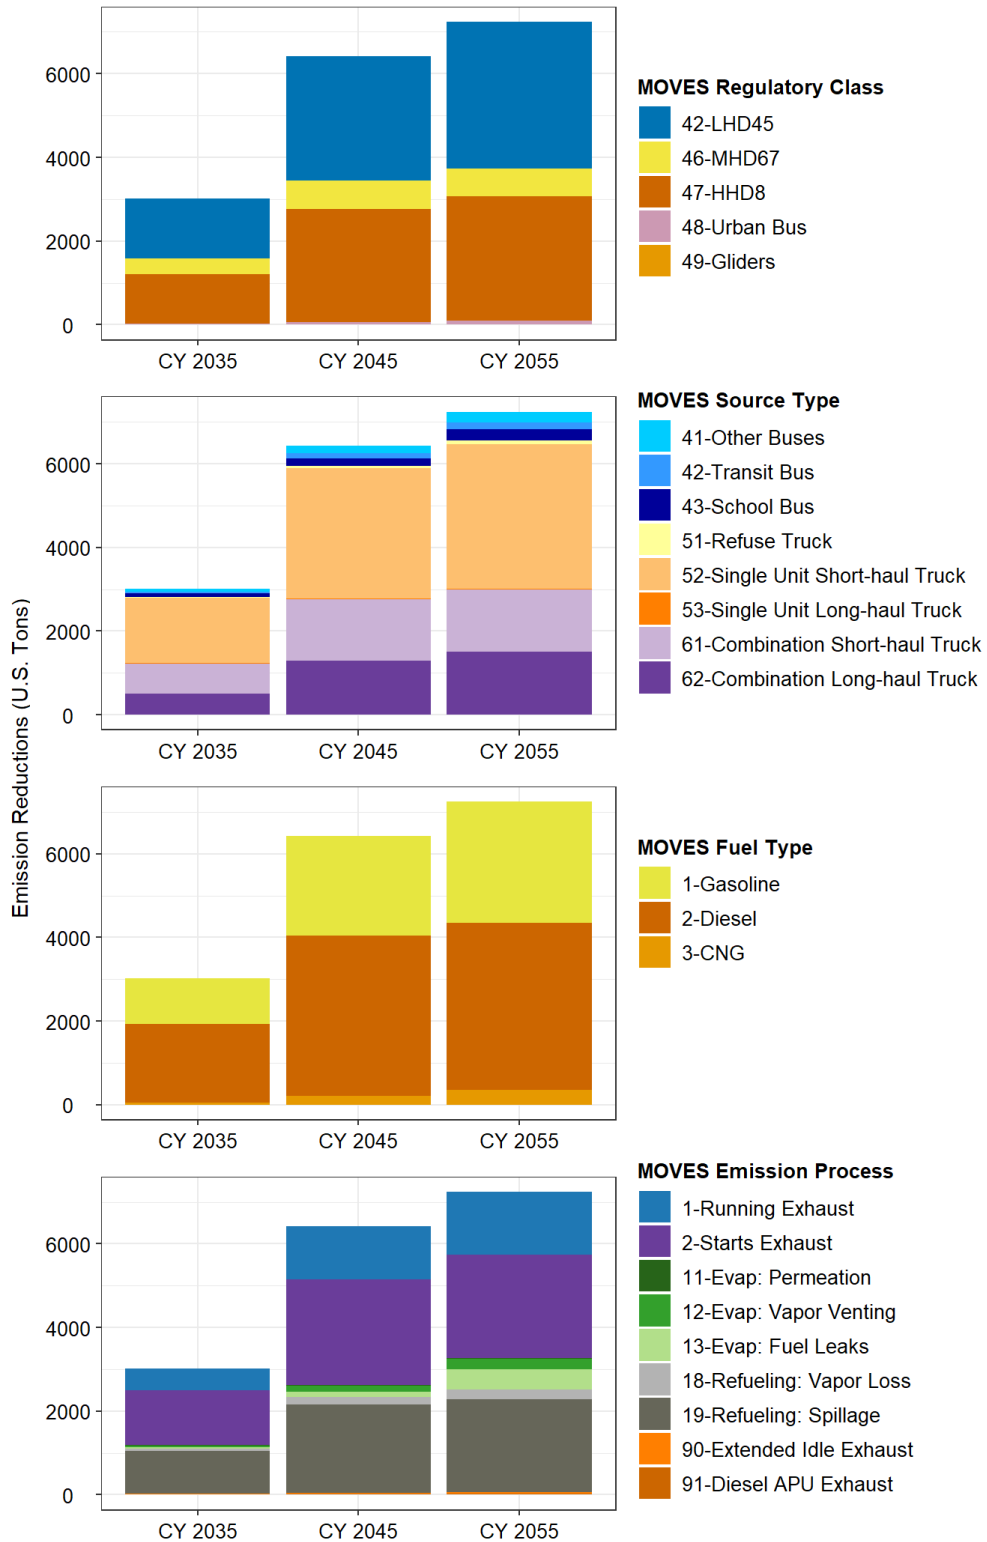 Emission Reductions (U.S. Tons)
6000
4000
2000
0
CY 2035
CY 2045
CY 2055
MOVES Regulatory Class
42-LHD45
46-MHD67
47-HHD8
48-Urban Bus
49-Gliders
6000
4000
2000
0
CY 2035
CY 2045
CY 2055
MOVES Source Type
41-Other Buses
42-Transit Bus
43-School Bus
51-Refuse Truck
52-Single Unit Short-haul Truck
53-Single Unit Long-haul Truck
61-Combination Short-haul Truck
62-Combination Long-haul Truck
6000
4000
2000
0
CY 2035
CY 2045
CY 2055
MOVES Fuel Type
1-Gasoline
2-Diesel
3-CNG
6000
4000
2000
0
CY 2035
CY 2045
CY 2055
MOVES Emission Process
1-Running Exhaust
2-Starts Exhaust
11-Evap: Permeation
12-Evap: Vapor Venting
13-Evap: Fuel Leaks
18-Refueling: Vapor Loss
19-Refueling: Spillage
90-Extended Idle Exhaust
91-Diesel APU Exhaust